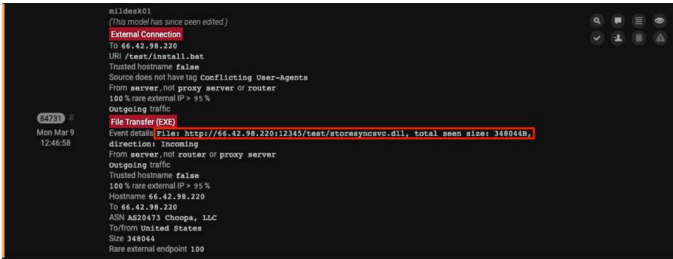 mildesk01
(This model has since been edited.)
External Connection
To 66.42.98.220
URI /test/install.bat
Trusted hostname false
Source does not have tag Conflicting User-Agents
From server, not proxy server or router
100 % rare external IP > 95 %
Outgoing traffic
84731
File Transfer (EXE)
Mon Mar 9
Event details File: http://66.42.98.220:12345/test/storesyncsvc.dll, total seen size: 348044B,
12:46:58
direction: Incoming
From server, not router or proxy server
Outgoing traffic
Trusted hostname false
100 % rare external IP > 95 %
Hostname 66.42.98.220
To 66.42.98.220
ASN AS20473 Choopa, LLC
To/from United States
Size 348044
Rare external endpoint 100